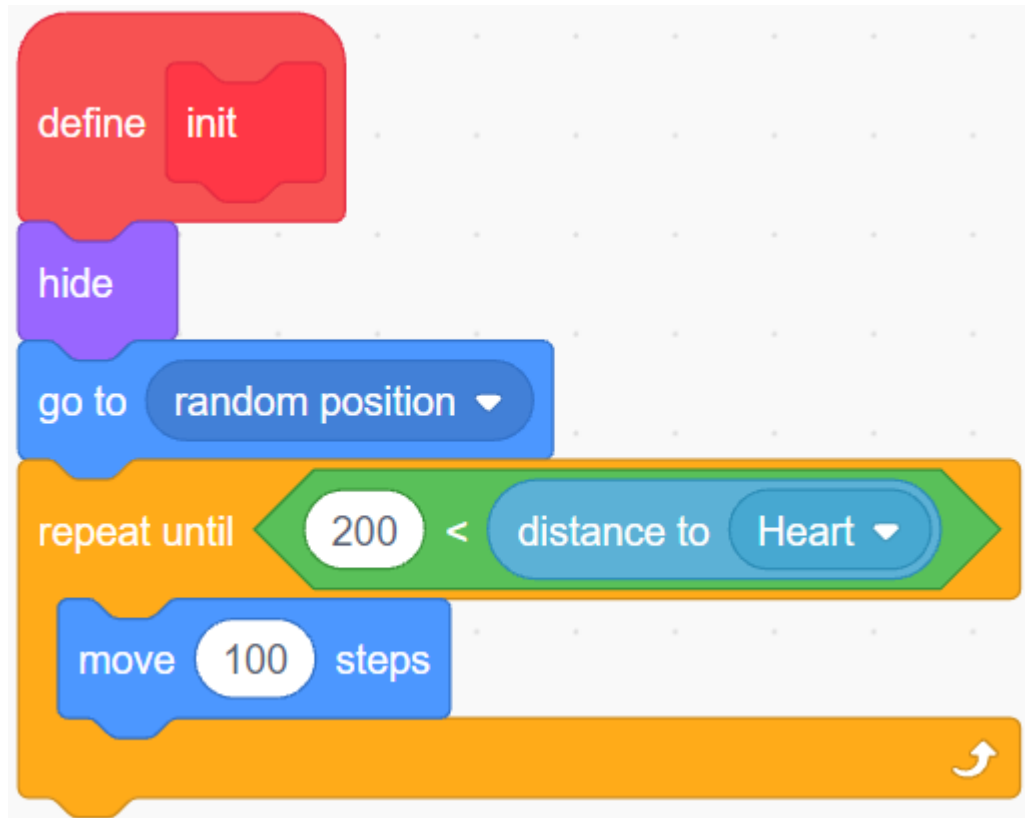 define init
hide
go to random position
repeat until 200 < distance to Heart
move 100 steps